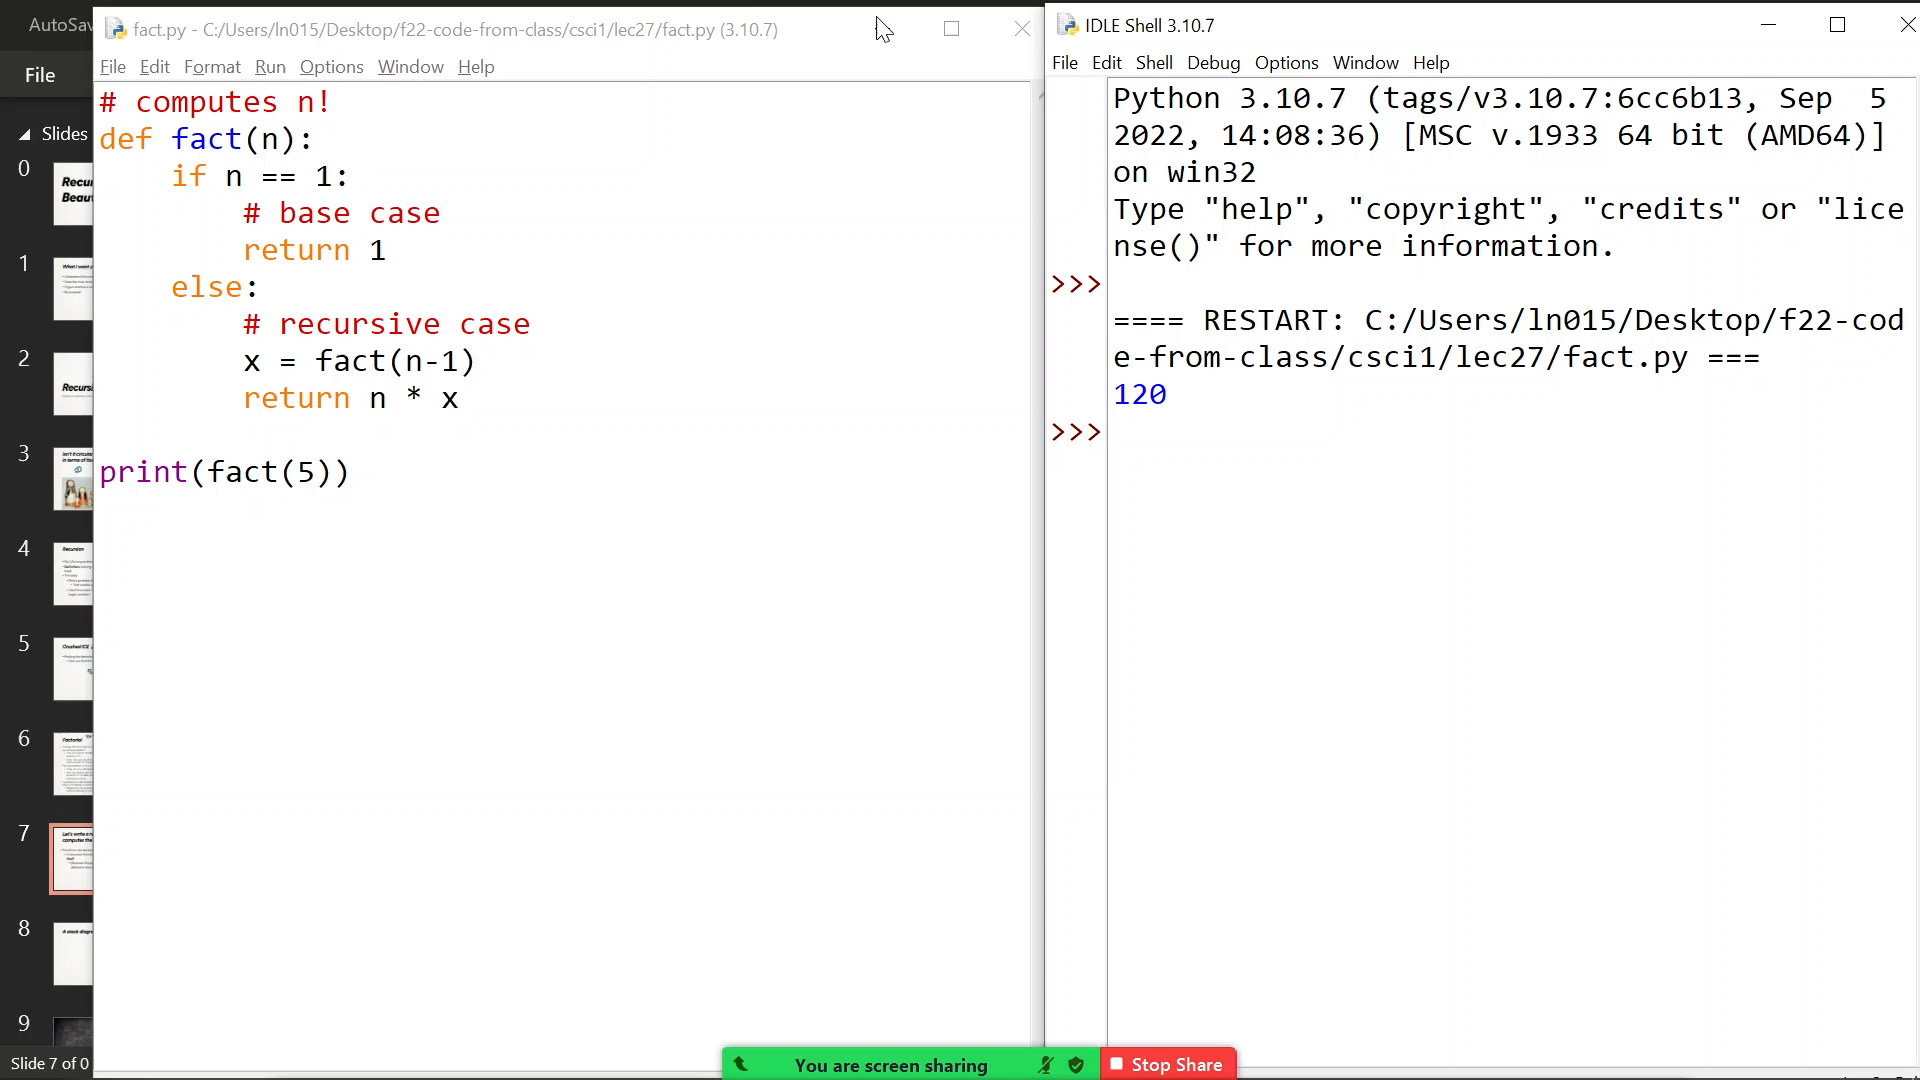 AutoSav
File
Slides
0
Recu
Beau
1
2
Recursi
3
4
Recursion
5
6
Factorial
7
8
9
Slide 7 of 0
fact.py - C:/Users/ln015/Desktop/f22-code-from-class/csci1/lec27/fact.py (3.10.7)
File Edit Format Run Options Window Help
# computes n!
def fact(n):
    if n == 1:
        # base case
        return 1
    else:
        # recursive case
        x = fact(n-1)
        return n * x

print(fact(5))
IDLE Shell 3.10.7
File Edit Shell Debug Options Window Help
Python 3.10.7 (tags/v3.10.7:6cc6b13, Sep  5
2022, 14:08:36) [MSC v.1933 64 bit (AMD64)]
on win32
Type "help", "copyright", "credits" or "lice
nse()" for more information.
>>>
==== RESTART: C:/Users/ln015/Desktop/f22-cod
e-from-class/csci1/lec27/fact.py ===
120
>>>
You are screen sharing
Stop Share